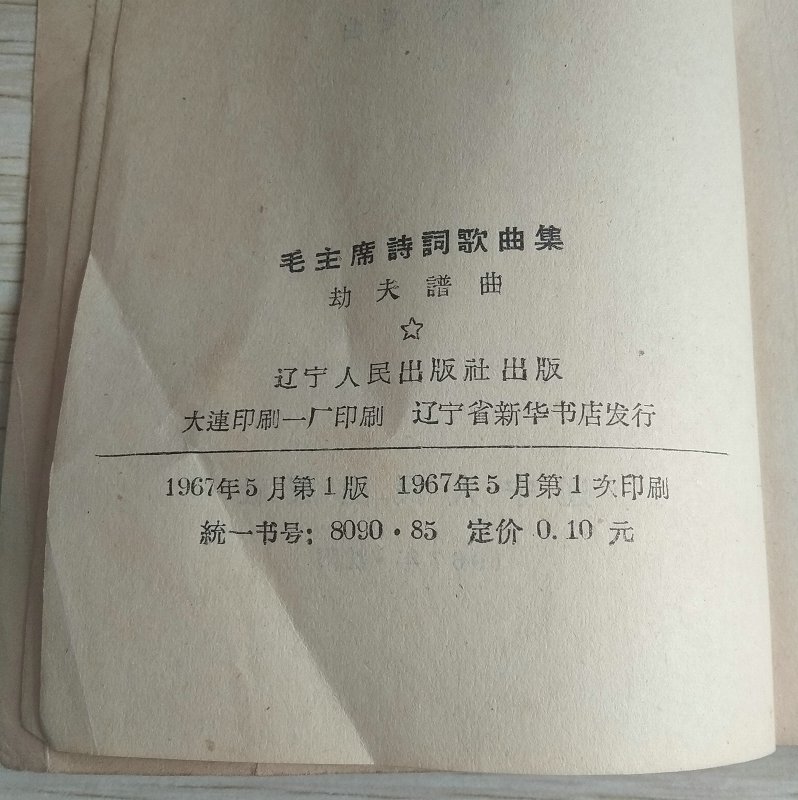 毛主席詩詞歌曲集
劫夫譜曲
☆
辽宁人民出版社出版
大連印刷一厂印刷 辽宁省新华书店发行
1967年5月第1版 1967年5月第1次印刷
統一书号：8090·85 定价 0.10 元